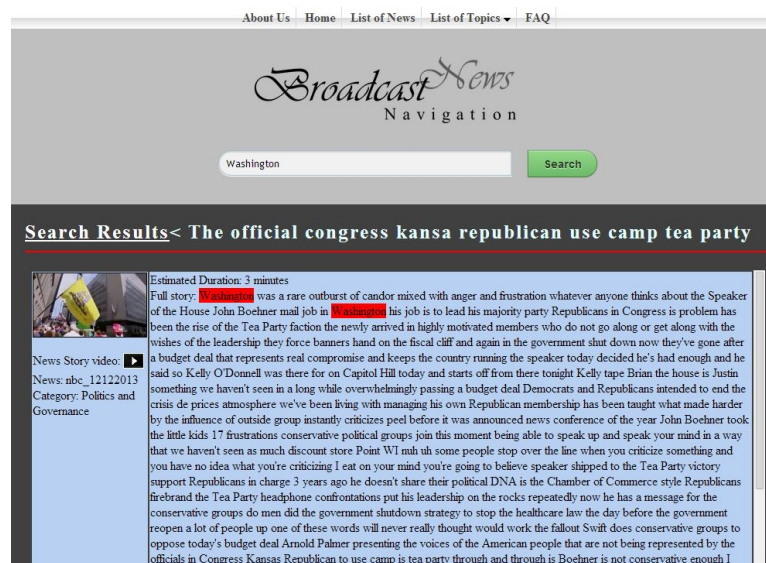 About Us Home List of News List of Topics FAQ
Broadcast News
Navigation
Washington Search
Search Results< The official congress kansa republican use camp tea party
News Story video:
News: nbc_12122013
Category: Politics and
Governance
Estimated Duration: 3 minutes
Full story: Washington was a rare outburst of candor mixed with anger and frustration whatever anyone thinks about the Speaker
of the House John Boehner mail job in Washington his job is to lead his majority party Republicans in Congress is problem has
been the rise of the Tea Party faction the newly arrived in highly motivated members who do not go along or get along with the
wishes of the leadership they force banners hand on the fiscal cliff and again in the government shut down now they've gone after
a budget deal that represents real compromise and keeps the country running the speaker today decided he's had enough and he
said so Kelly O'Donnell was there for on Capitol Hill today and starts off from there tonight Kelly tape Brian the house is Justin
something we haven't seen in a long while overwhelmingly passing a budget deal Democrats and Republicans intended to end the
crisis de prices atmosphere we've been living with managing his own Republican membership has been taught what made harder
by the influence of outside group instantly criticizes peel before it was announced news conference of the year John Boehner took
the little kids 17 frustrations conservative political groups join this moment being able to speak up and speak your mind in a way
that we haven't seen as much discount store Point WI nuh uh some people stop over the line when you criticize something and
you have no idea what you're criticizing I eat on your mind you're going to believe speaker shipped to the Tea Party victory
support Republicans in charge 3 years ago he doesn't share their political DNA is the Chamber of Commerce style Republicans
firebrand the Tea Party headphone confrontations put his leadership on the rocks repeatedly now he has a message for the
conservative groups do men did the government shutdown strategy to stop the healthcare law the day before the government
reopen a lot of people up one of these words will never really thought would work the fallout Swift does conservative groups to
oppose today's budget deal Arnold Palmer presenting the voices of the American people that are not being represented by the
officials in Congress Kansas Republican to use camp is tea party through and through is Boehner is not conservative enough I